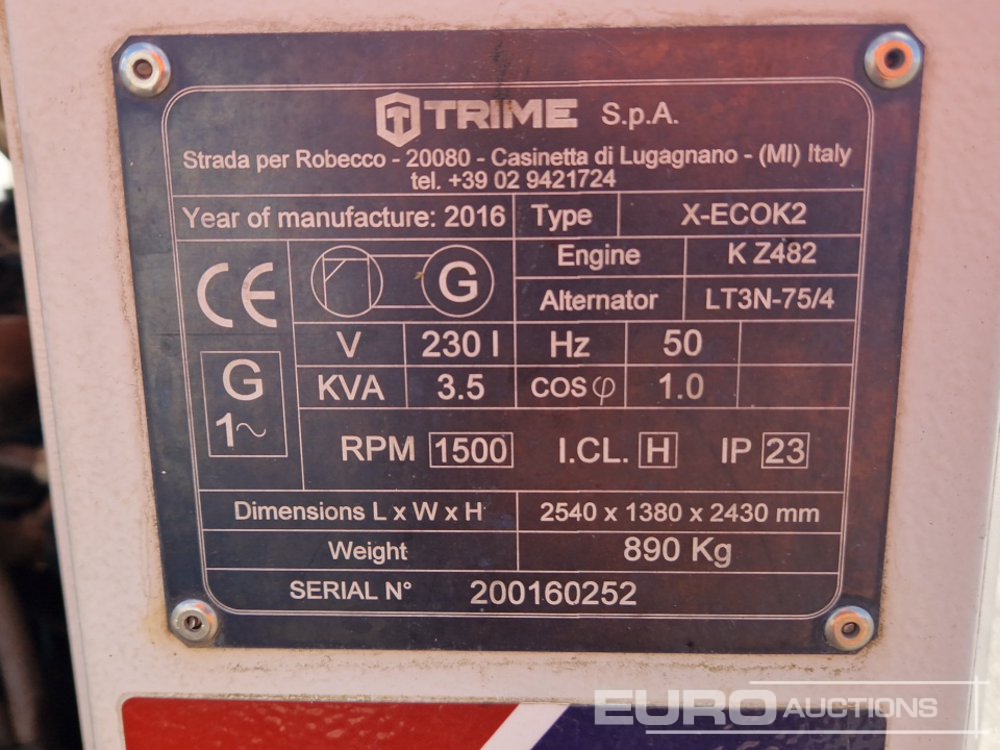 TRIME S.p.A.
Strada per Robecco - 20080 - Casinetta di Lugagnano - (MI) Italy
tel. +39 02 9421724
Year of manufacture: 2016 Type X-ECOK2
CE G Engine K Z482
Alternator LT3N-75/4
V 230 I Hz 50
G KVA 3.5 cos φ 1.0
1~ RPM 1500 I.CL. H IP 23
Dimensions L x W x H 2540 x 1380 x 2430 mm
Weight 890 Kg
SERIAL N° 200160252
EURO AUCTIONS